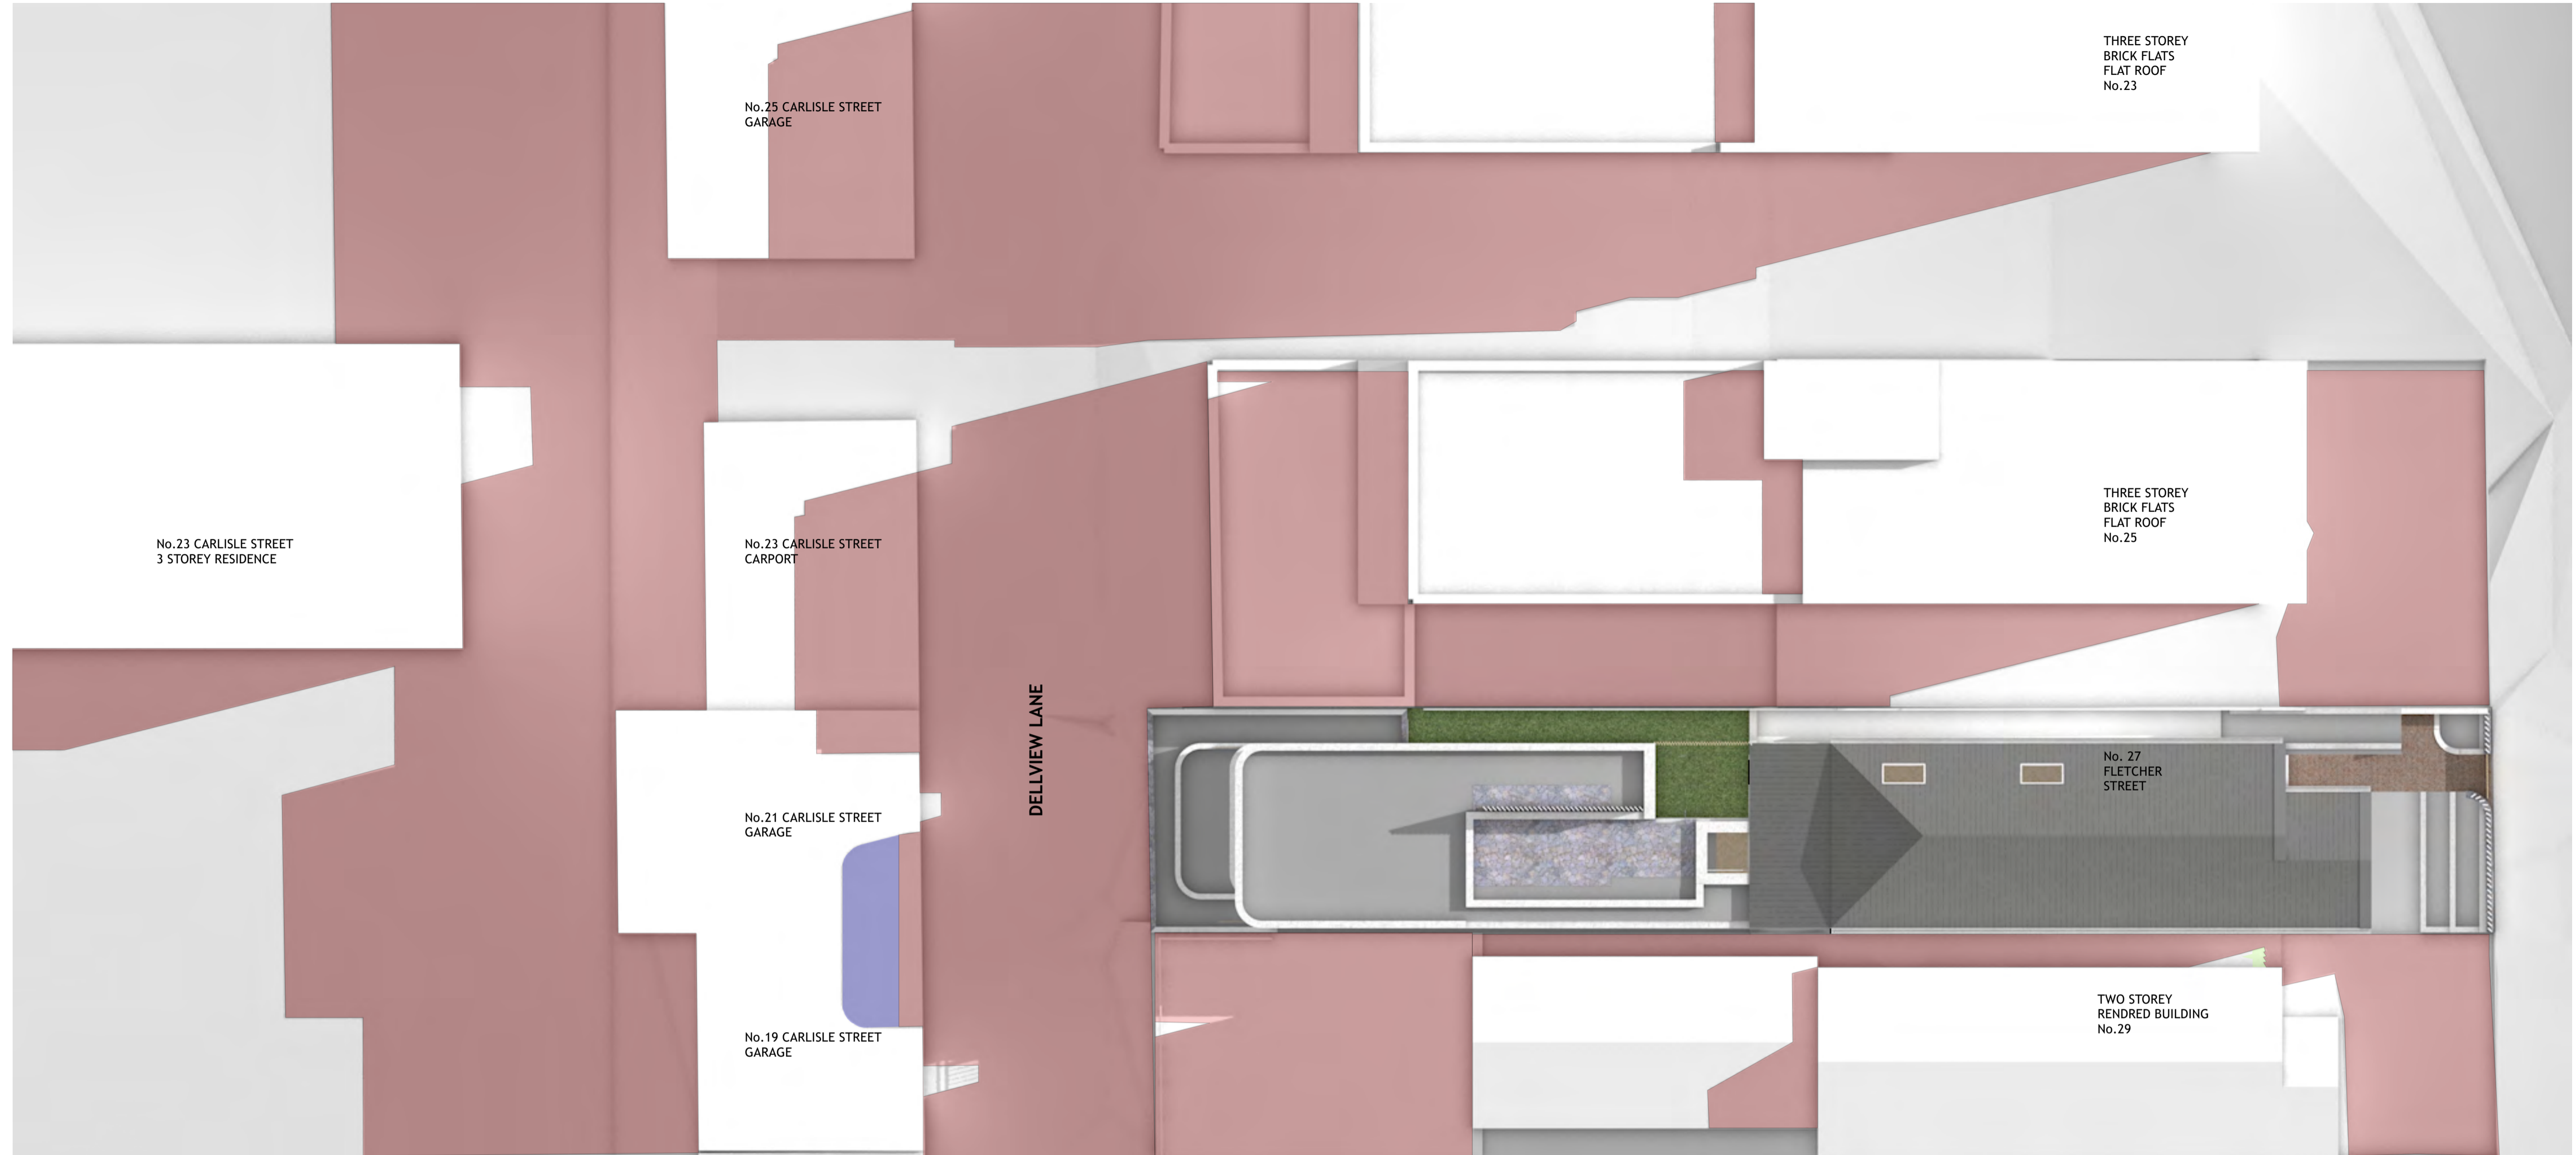 THREE STOREY
BRICK FLATS
FLAT ROOF
No.23
No.25 CARLISLE STREET
GARAGE
THREE STOREY
BRICK FLATS
FLAT ROOF
No.25
No.23 CARLISLE STREET
3 STOREY RESIDENCE
No.23 CARLISLE STREET
CARPORT
DELLVIEW LANE
No. 27
FLETCHER
STREET
No.21 CARLISLE STREET
GARAGE
TWO STOREY
RENDRED BUILDING
No.29
No.19 CARLISLE STREET
GARAGE